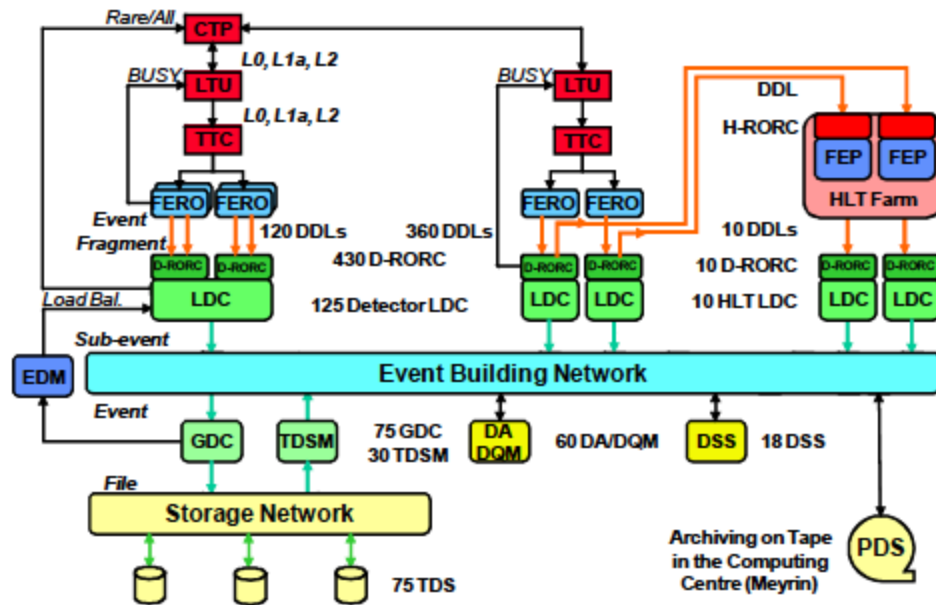 Rare/All
CTP
L0, L1a, L2
BUSY
LTU
BUSY
LTU
DDL
L0, L1a, L2
H-RORC
TTC
TTC
FEP
FEP
HLT Farm
FERO
FERO
FERO
FERO
Event
Fragment
120 DDLs
360 DDLs
10 DDLs
D-RORC
D-RORC
430 D-RORC
D-RORC
D-RORC
10 D-RORC
D-RORC
D-RORC
Load Bal.
LDC
125 Detector LDC
LDC
LDC
10 HLT LDC
LDC
LDC
Sub-event
EDM
Event Building Network
Event
GDC
TDSM
75 GDC
30 TDSM
DA
DQM
60 DA/DQM
DSS
18 DSS
File
Storage Network
Archiving on Tape
in the Computing
Centre (Meyrin)
PDS
75 TDS